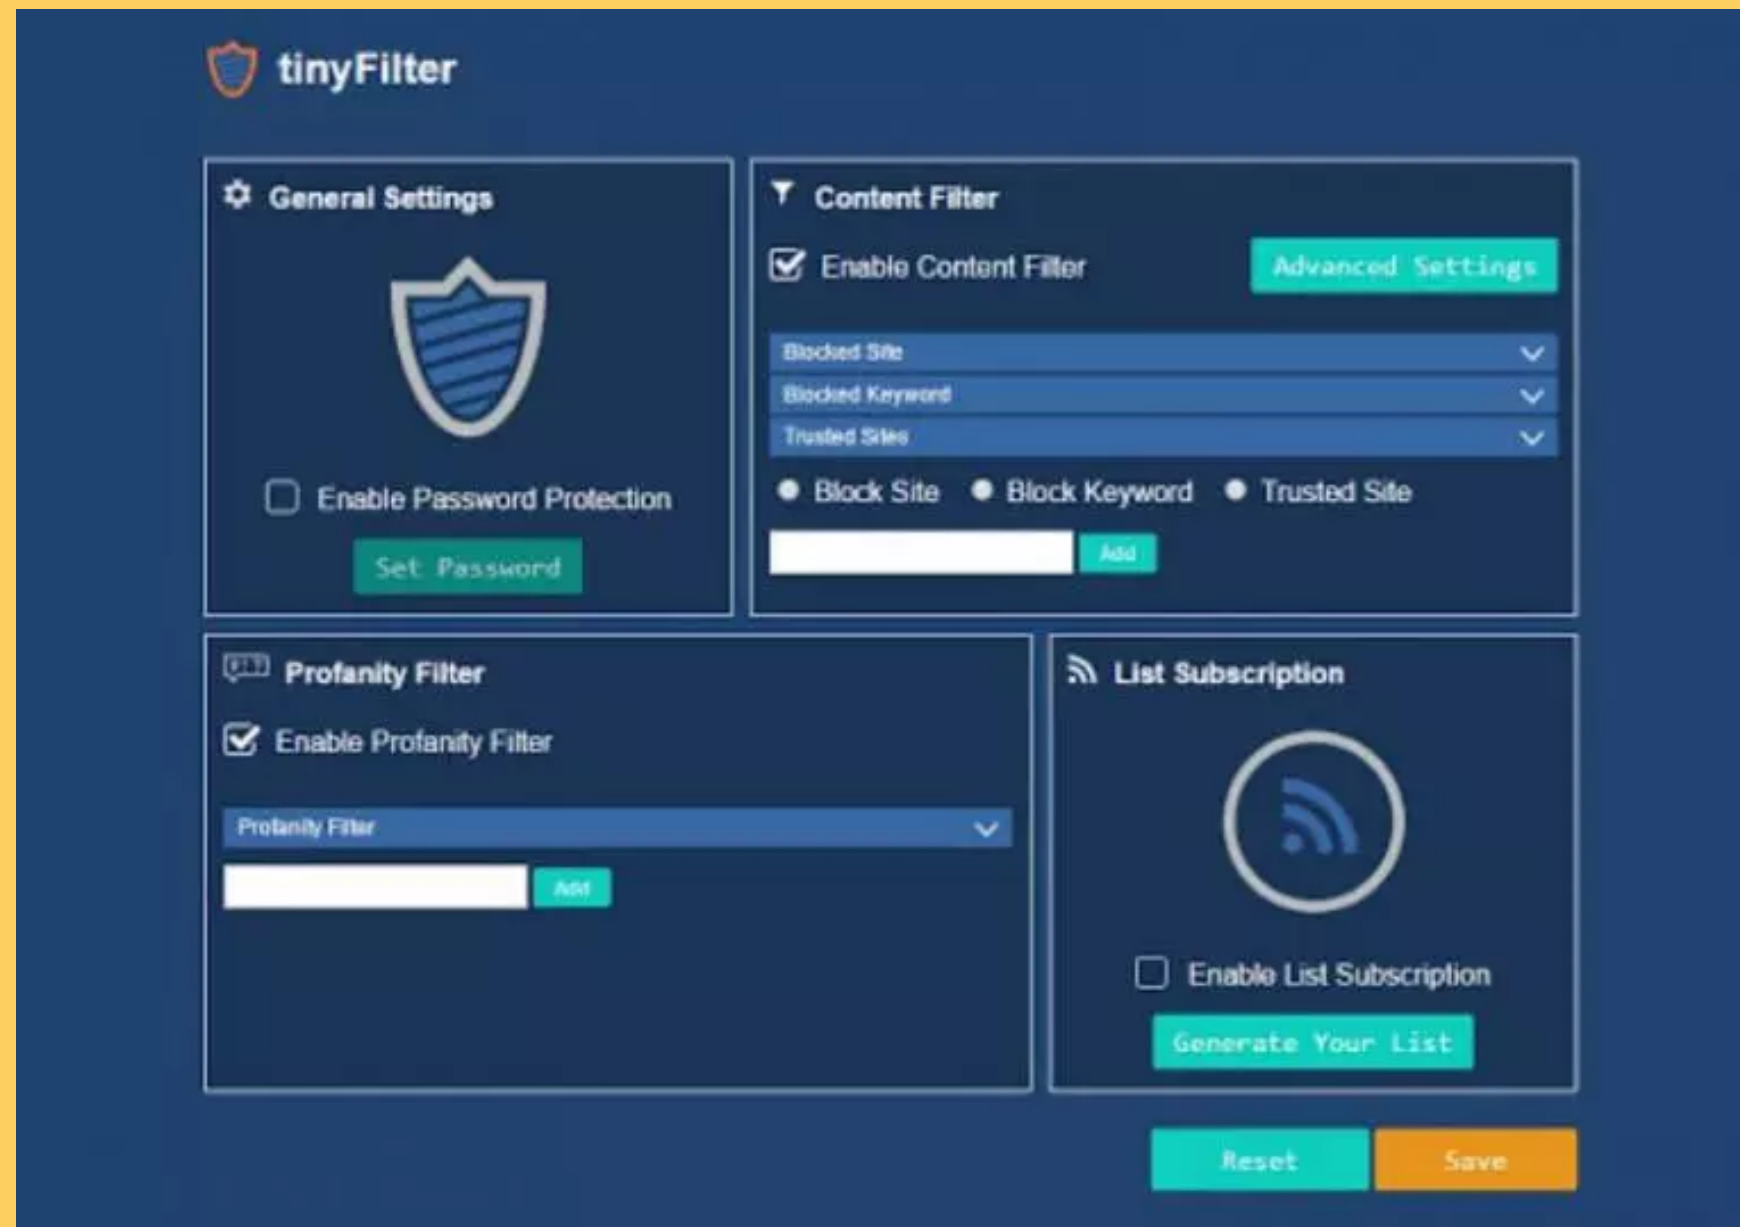 tinyFilter
General Settings
Enable Password Protection
Set Password
Content Filter
Enable Content Filter
Advanced Settings
Blocked Site
Blocked Keyword
Trusted Sites
Block Site Block Keyword Trusted Site
Add
Profanity Filter
Enable Profanity Filter
Profanity Filter
Add
List Subscription
Enable List Subscription
Generate Your List
Reset Save